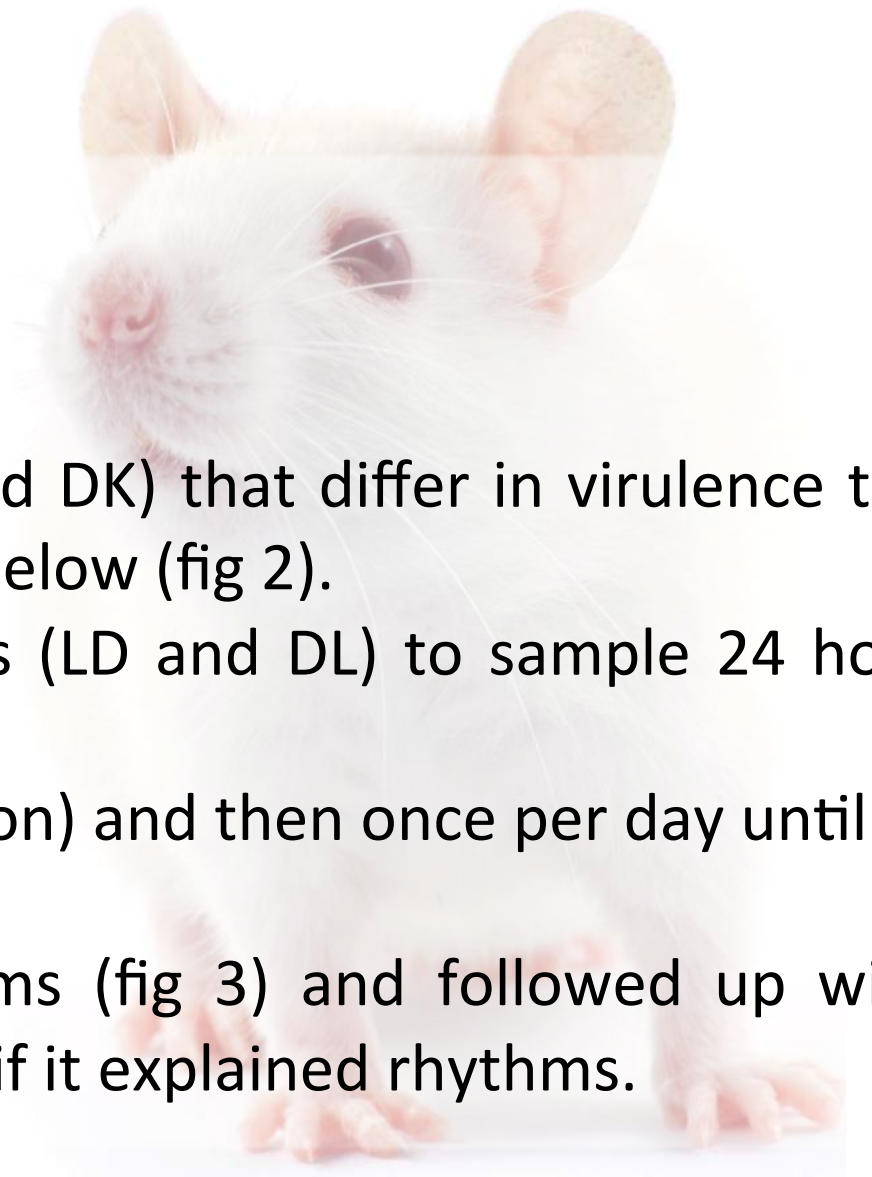 d DK) that differ in virulence t
elow (fig 2).
s (LD and DL) to sample 24 ho
on) and then once per day until
ms (fig 3) and followed up wi
if it explained rhythms.